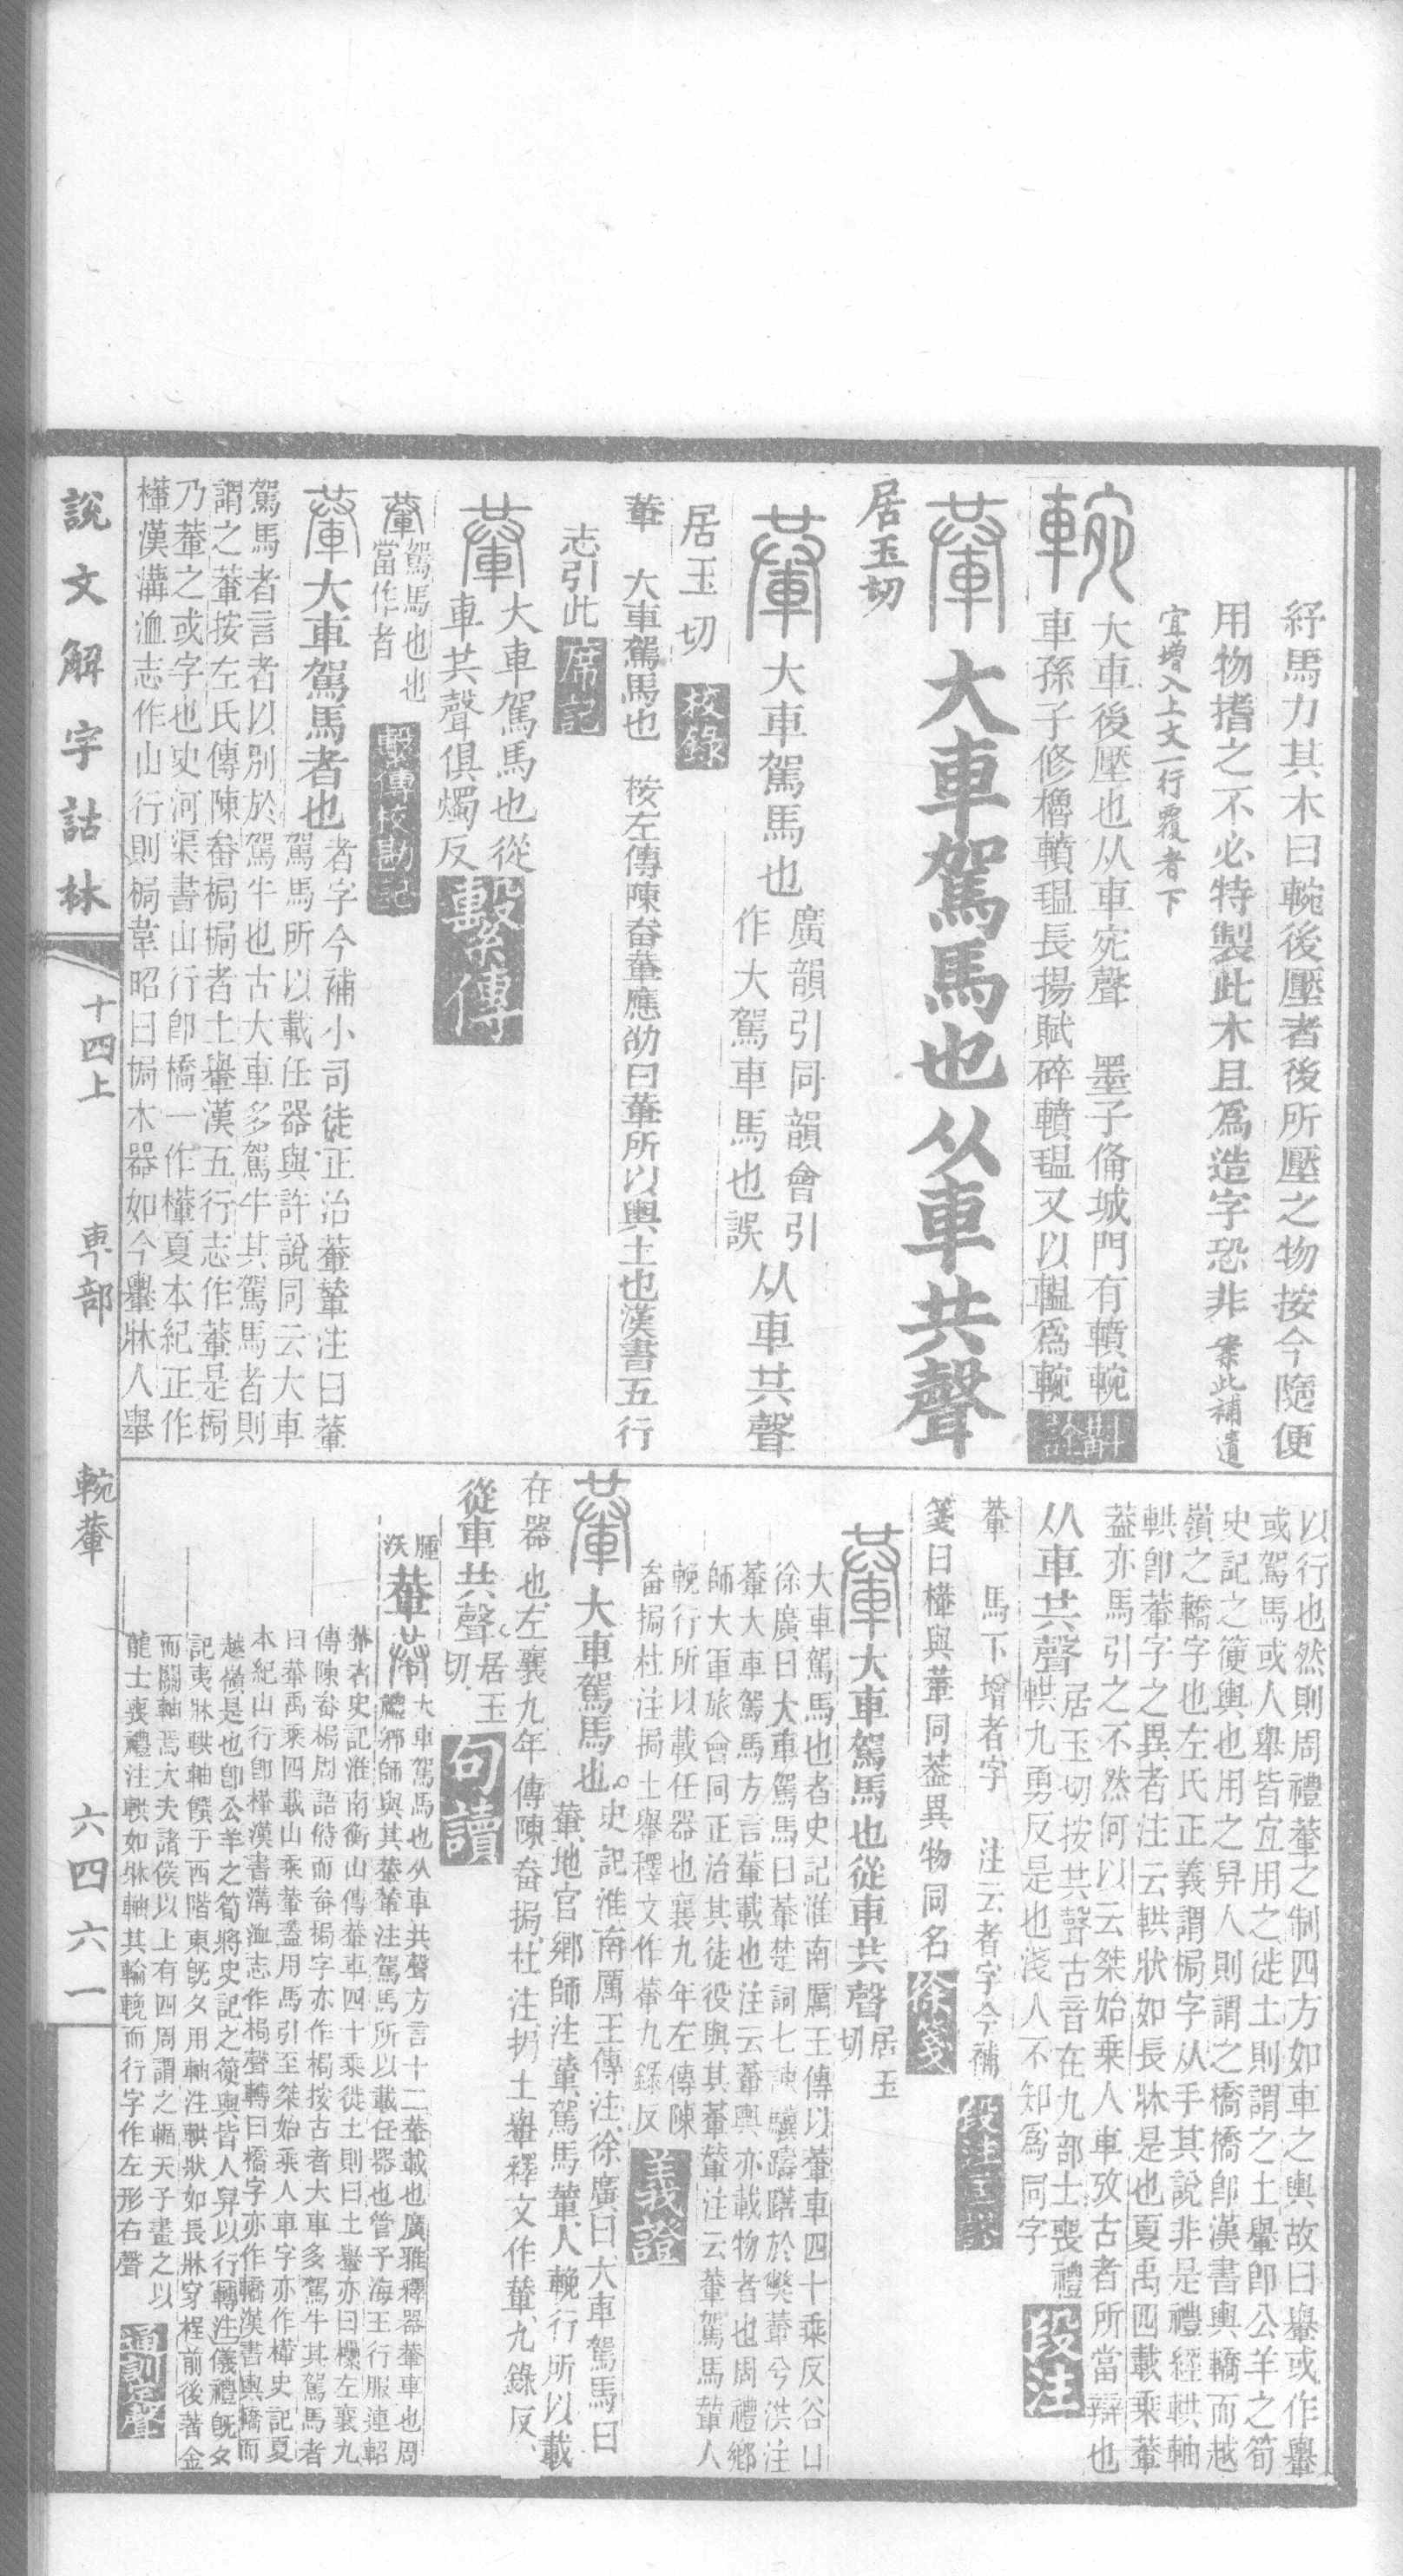 紓馬力其木曰䡝後壓者後所壓之物按今隨便
用物揩之不必特製此木且爲造字恐非案此補遺
宜增入上文一行覆者下
䡝大車後壓也从車宛聲 墨子俻城門有轒䡝
車孫子修櫓轒轀長揚賦碎轒轀又以轀爲䡝斠詮
大車駕馬也从車共聲
居玉切
大車駕馬也廣韻引同韻會引作大駕車馬也誤从車共聲
居玉切校錄
輂 大車駕馬也 按左傳陳畚輂應劭曰輂所以輿土也漢書五行
志引此席記
輂大車駕馬也從車共聲俱燭反繫傳
輂駕馬也也當作者繫傳校勘記
輂大車駕馬者也者字今補小司徒正治輂輦注曰輂
駕馬所以載任器與許說同云大車
駕馬者言者以別於駕牛也古大車多駕牛其駕馬者則
謂之輂按左氏傳陳畚梮梮者土轝漢五行志作輂是梮
乃輂之或字也史河渠書山行卽橋一作檋夏本紀正作
檋漢溝洫志作山行則梮韋昭曰梮木器如今轝牀人舉
以行也然則周禮輂之制四方如車之輿故曰轝或作轝
或駕馬或人舉皆宜用之徙土則謂之土轝卽公羊之筍
史記之箯輿也用之舁人則謂之橋橋卽漢書輿轎而越
嶺之轎字也左氏正義謂梮字从手其說非是禮經輁軸
輁卽輂字之異者注云輁狀如長牀是也夏禹四載乘輂
葢亦馬引之不然何以云桀始乘人車攷古者所當辯也
从車共聲居玉切按共聲古音在九部士喪禮
輁九勇反是也淺人不知爲同字段注
輂 馬下增者字 注云者字今補段注匡謬
箋曰檋與輂同葢異物同名徐箋
輂大車駕馬也從車共聲居玉切
大車駕馬也者史記淮南厲王傳以輂車四十乘反谷口
徐廣曰大車駕馬曰輂楚詞七諫驥躊躇於弊輂兮洪注
輂大車駕馬方言輂載也注云輂輿亦載物者也周禮鄉
師大軍旅會同正治其徒役與其輂輦注云輂駕馬輦人
輓行所以載任器也襄九年左傳陳
畚挶杜注挶土轝釋文作輂九錄反義證
輂大車駕馬也。史記淮南厲王傳注徐廣曰大車駕馬曰
輂地官鄉師注輂駕馬輦人輓行所以載
任器也左襄九年傳陳畚挶杜注挶土轝釋文作輂九錄反
從車共聲居玉切句讀
輂大車駕馬也从車共聲方言十二輂載也廣雅釋器輂車也周
禮鄉師與其輂輦注駕馬所以載任器也管子海王行服連軺
輂者史記淮南衡山傳輂車四十乘徙土則曰土轝亦曰欙左襄九
傳陳畚梮周語偫而畚梮字亦作梮按古者大車多駕牛其駕馬者
曰輂禹乘四載山乘輂葢用馬引至桀始乘人車字亦作檋史記夏
本紀山行卽檋漢書溝洫志作梮聲轉曰橋字亦作轎漢書輿轎而
越嶺是也卽公羊之筍將史記之箯輿皆人舁以行轉注儀禮旣夕
記夷牀輁軸饌于西階東旣夕用軸注輁狀如長牀穿桯前後著金
而關軸焉大夫諸侯以上有四周謂之輴天子畫之以
龍士喪禮注輁如牀軸其輪輓而行字作左形右聲通訓定聲
說文解字詁林 十四上 車部 䡝輂 六四六一